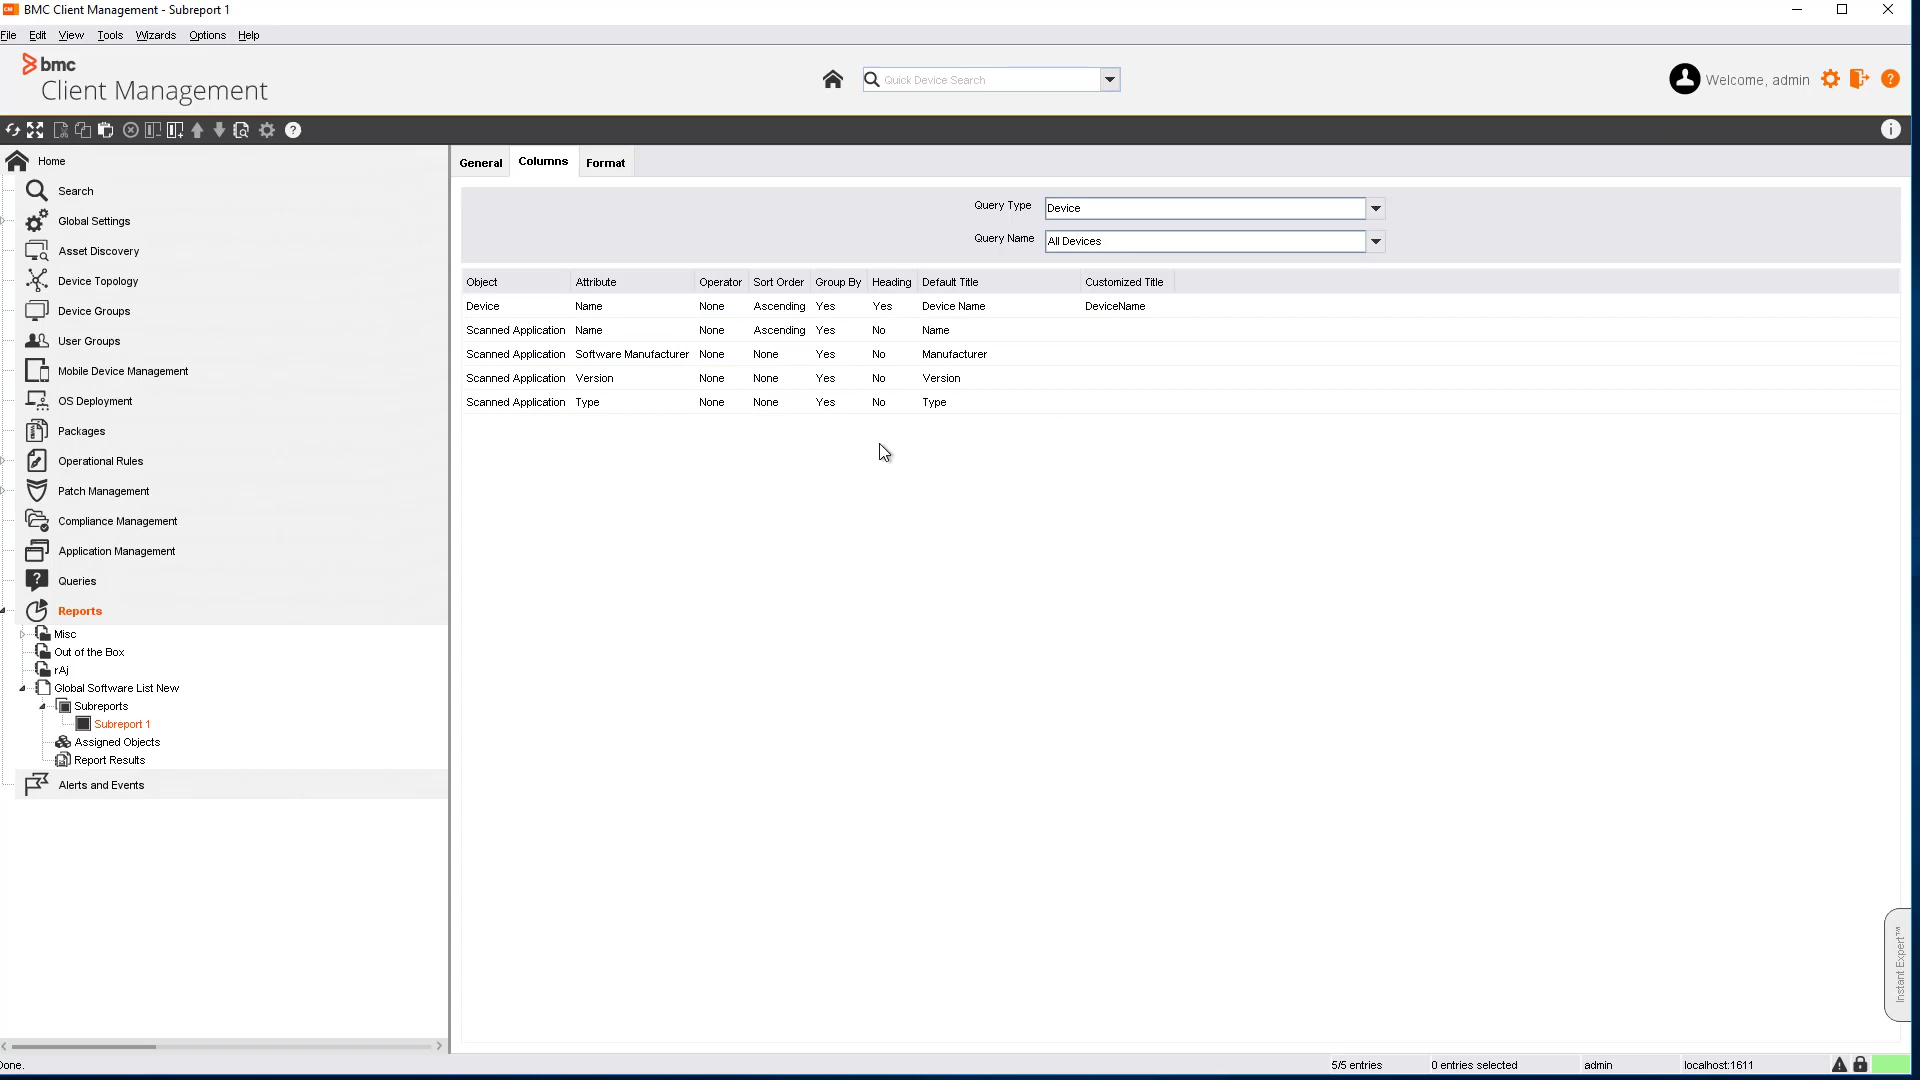 BMC Client Management - Subreport 1
File Edit View Tools Wizards Options Help
bmc
Client Management
Quick Device Search
Welcome, admin
Home
Search
Global Settings
Asset Discovery
Device Topology
Device Groups
User Groups
Mobile Device Management
OS Deployment
Packages
Operational Rules
Patch Management
Compliance Management
Application Management
Queries
Reports
Misc
Out of the Box
rAj
Global Software List New
Subreports
Subreport 1
Assigned Objects
Report Results
Alerts and Events
General Columns Format
Query Type Device
Query Name All Devices
Object Attribute Operator Sort Order Group By Heading Default Title Customized Title
Device Name None Ascending Yes Yes Device Name DeviceName
Scanned Application Name None Ascending Yes No Name
Scanned Application Software Manufacturer None None Yes No Manufacturer
Scanned Application Version None None Yes No Version
Scanned Application Type None None Yes No Type
Instant Expert™
Done. 5/5 entries 0 entries selected admin localhost:1611